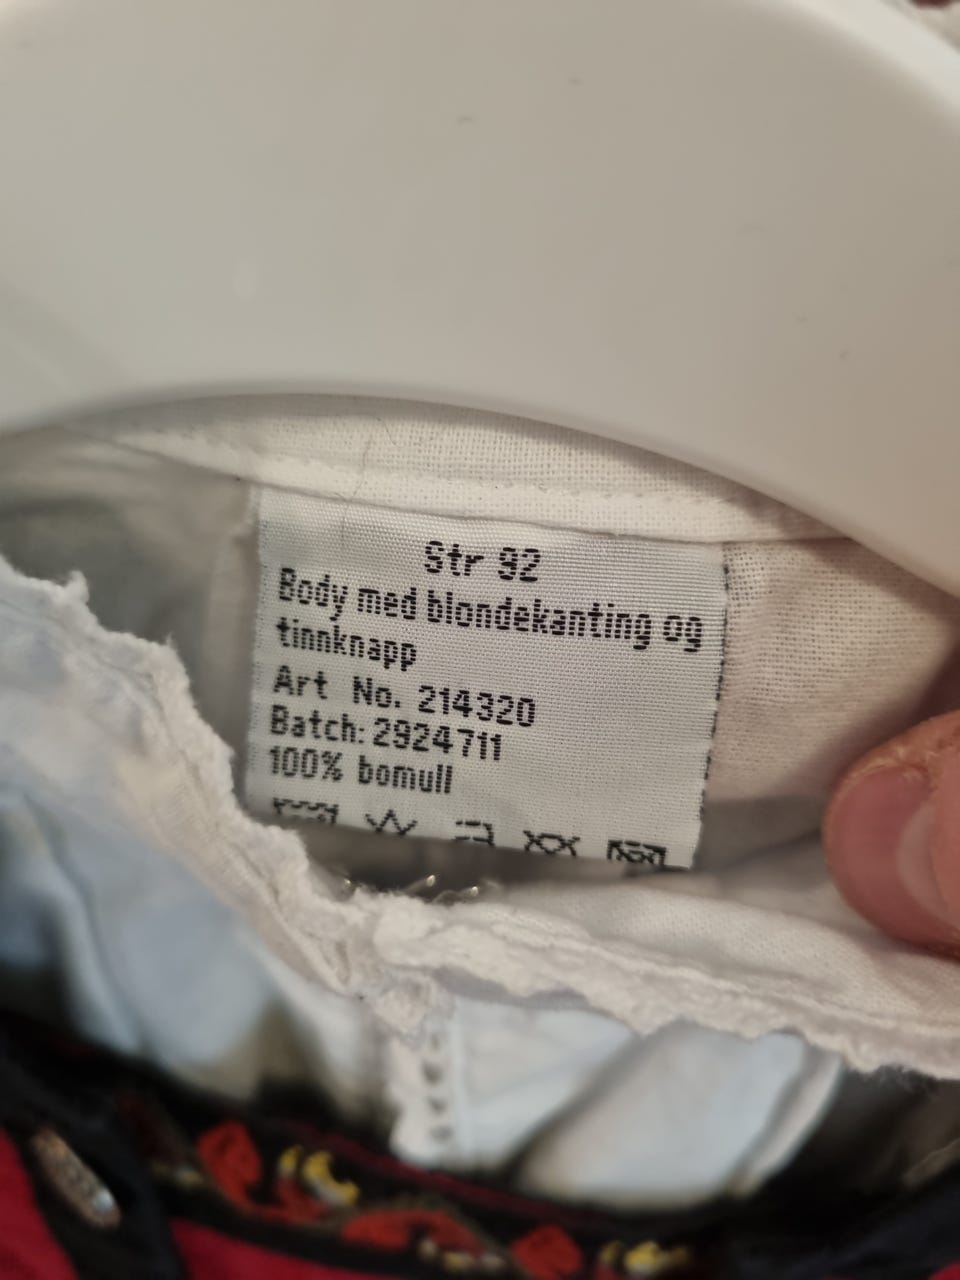 Str 92
Body med blondekanting og
tinnknapp
Art No. 214320
Batch: 2924711
100% bomull